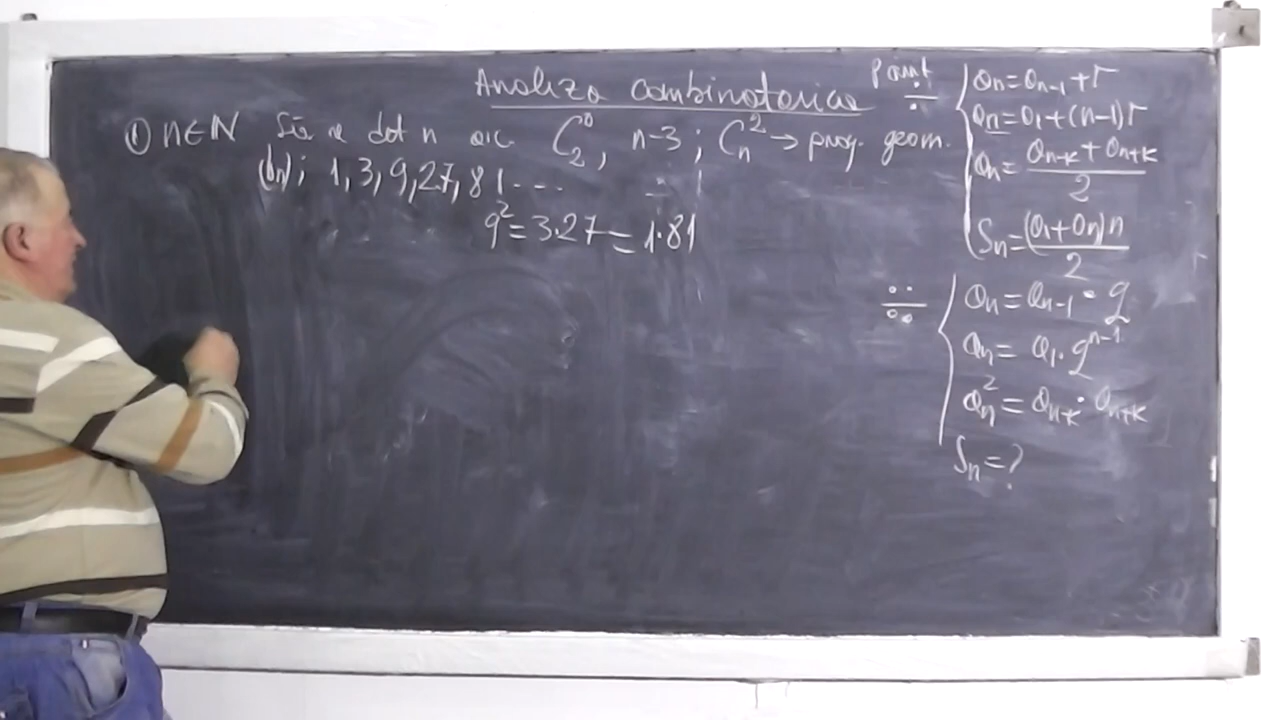 Analiza combinatorica
① n∈N Să se det n a.î. C₂⁰, n-3 ; Cₙ² → prog. geom.
(bₙ); 1, 3, 9, 27, 81 ...
9² = 3·27 = 1·81
÷ aₙ = aₙ₋₁ + r
aₙ = a₁ + (n-1)r
aₙ = (aₙ₋ₖ + aₙ₊ₖ)/2
Sₙ = (a₁ + aₙ)n/2
aₙ = aₙ₋₁ · q
aₙ = a₁ · qⁿ⁻¹
aₙ² = aₙ₋ₖ · aₙ₊ₖ
Sₙ = ?